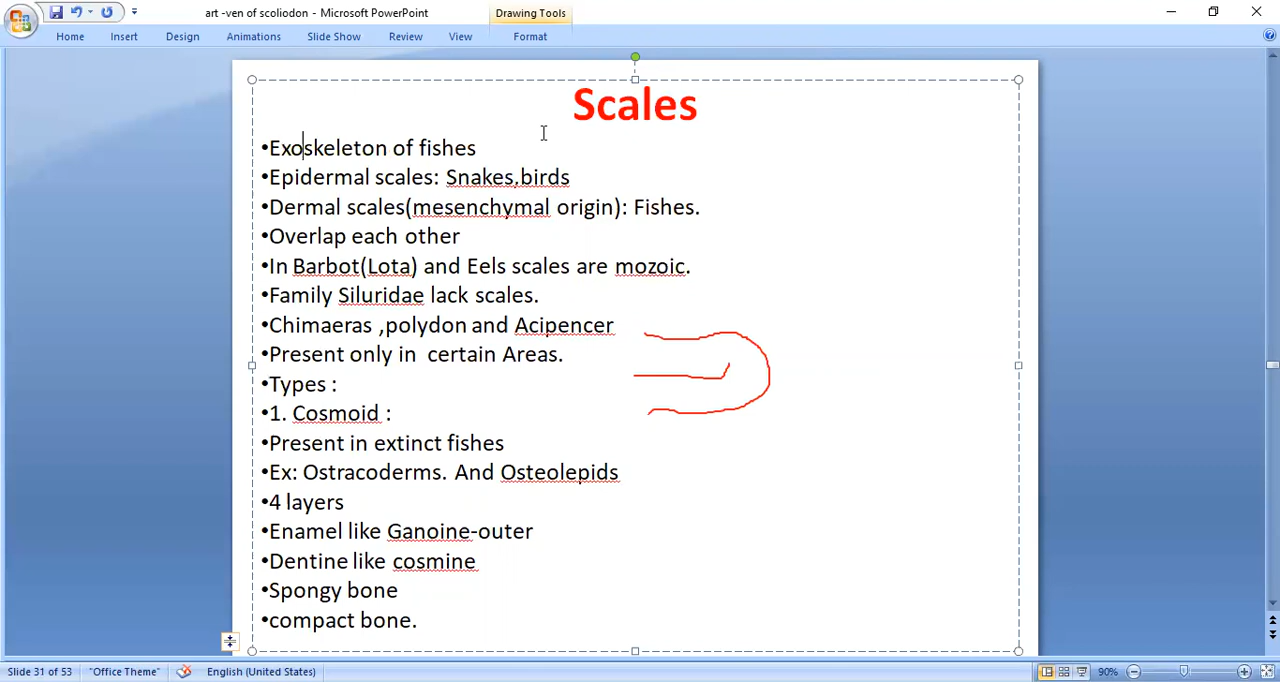 art -ven of scoliodon - Microsoft PowerPoint
Drawing Tools
Home Insert Design Animations Slide Show Review View Format
Scales
•Exoskeleton of fishes
•Epidermal scales: Snakes,birds
•Dermal scales(mesenchymal origin): Fishes.
•Overlap each other
•In Barbot(Lota) and Eels scales are mozoic.
•Family Siluridae lack scales.
•Chimaeras ,polydon and Acipencer
•Present only in  certain Areas.
•Types :
•1. Cosmoid :
•Present in extinct fishes
•Ex: Ostracoderms. And Osteolepids
•4 layers
•Enamel like Ganoine-outer
•Dentine like cosmine
•Spongy bone
•compact bone.
Slide 31 of 53 "Office Theme" English (United States) 90%